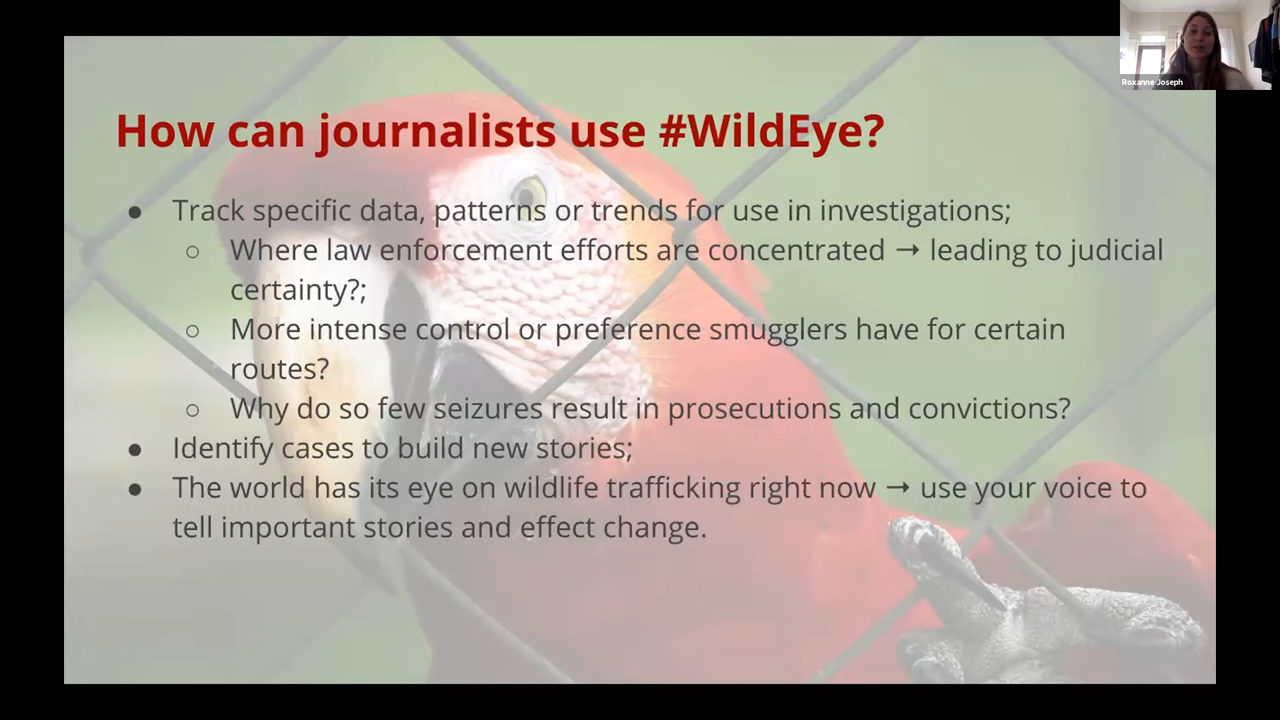 Roxanne Joseph
How can journalists use #WildEye?
● Track specific data, patterns or trends for use in investigations;
○ Where law enforcement efforts are concentrated → leading to judicial
certainty?;
○ More intense control or preference smugglers have for certain
routes?
○ Why do so few seizures result in prosecutions and convictions?
● Identify cases to build new stories;
● The world has its eye on wildlife trafficking right now → use your voice to
tell important stories and effect change.